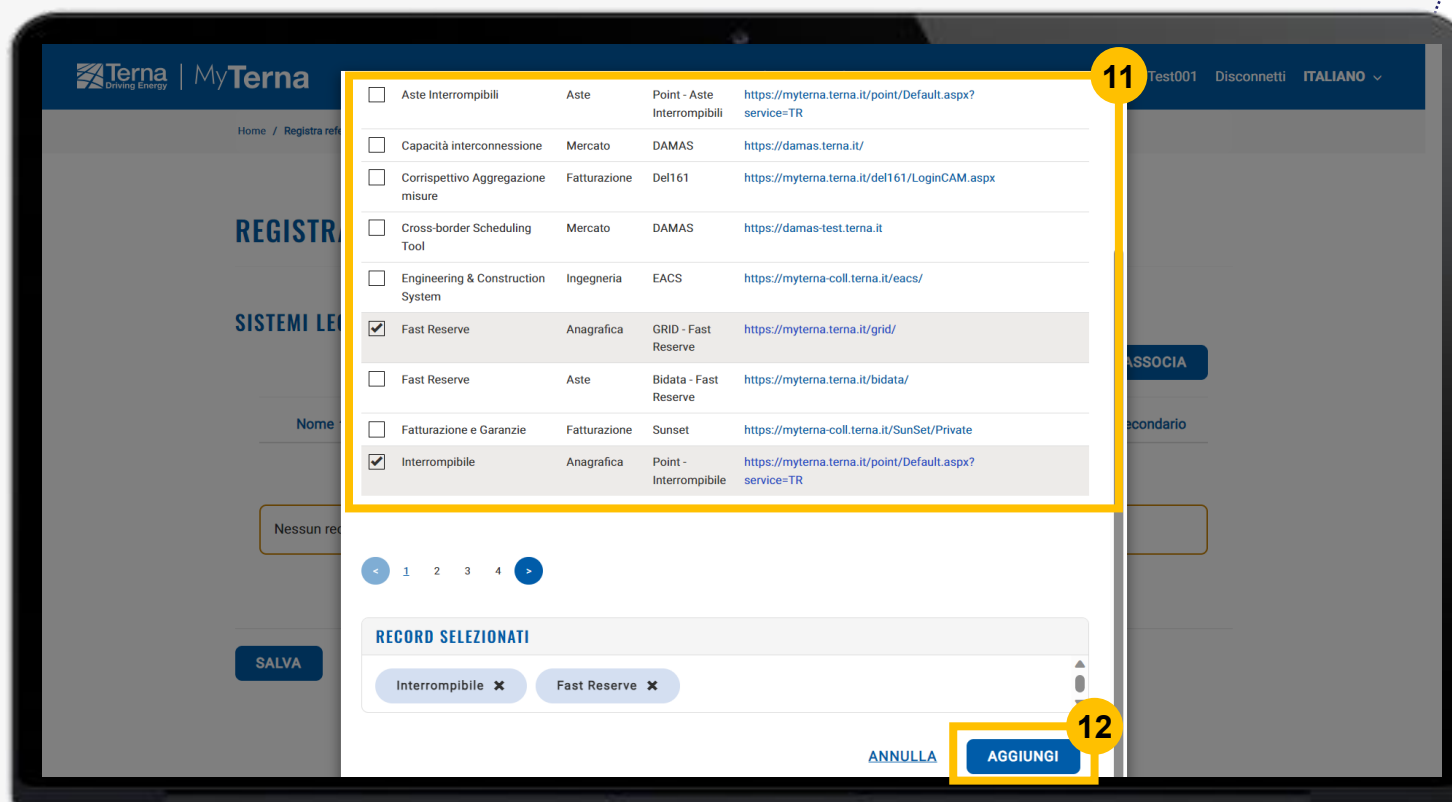 Terna
Driving Energy
MyTerna
Test001 Disconnetti ITALIANO
Home / Registra refe
11
Aste Interrompibili Aste Point - Aste https://myterna.terna.it/point/Default.aspx?
Interrompibili service=TR
Capacità interconnessione Mercato DAMAS https://damas.terna.it/
Corrispettivo Aggregazione Fatturazione Del161 https://myterna.terna.it/del161/LoginCAM.aspx
misure
REGISTRA
Cross-border Scheduling Mercato DAMAS https://damas-test.terna.it
Tool
Engineering & Construction Ingegneria EACS https://myterna-coll.terna.it/eacs/
System
SISTEMI LEG
Fast Reserve Anagrafica GRID - Fast https://myterna.terna.it/grid/
Reserve
ASSOCIA
Fast Reserve Aste Bidata - Fast https://myterna.terna.it/bidata/
Reserve
Nome
econdario
Fatturazione e Garanzie Fatturazione Sunset https://myterna-coll.terna.it/SunSet/Private
Interrompibile Anagrafica Point - https://myterna.terna.it/point/Default.aspx?
Interrompibile service=TR
Nessun rec
< 1 2 3 4 >
RECORD SELEZIONATI
SALVA
Interrompibile ✖ Fast Reserve ✖
12
ANNULLA AGGIUNGI